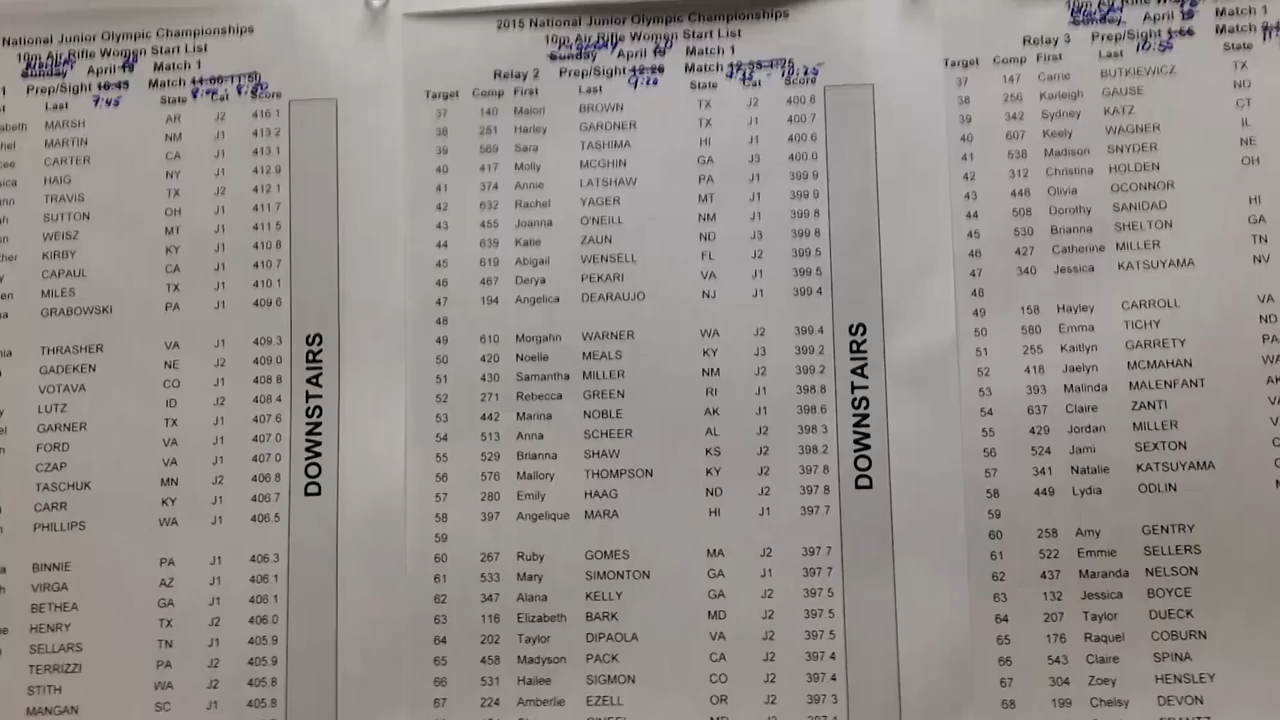 National Junior Olympic Championships
10m Air Rifle Women Start List
Sunday April Match 1
Prep/Sight 10:45 Match 11:00-11:50
7:45
Last State Cat Score
MARSH AR J2 416.1
MARTIN NM J1 413.2
CARTER CA J1 413.1
HAIG NY J1 412.9
TRAVIS TX J2 412.1
SUTTON OH J1 411.7
WEISZ MT J1 411.5
KIRBY KY J1 410.8
CAPAUL CA J1 410.7
MILES TX J1 410.1
GRABOWSKI PA J1 409.6
THRASHER VA J1 409.3
GADEKEN NE J2 409.0
VOTAVA CO J1 408.8
LUTZ ID J2 408.4
GARNER TX J1 407.6
FORD VA J1 407.0
CZAP VA J1 407.0
TASCHUK MN J2 406.8
CARR KY J1 406.7
PHILLIPS WA J1 406.5
BINNIE PA J1 406.3
VIRGA AZ J1 406.1
BETHEA GA J1 406.1
HENRY TX J2 406.0
SELLARS TN J1 405.9
TERRIZZI PA J2 405.9
STITH WA J2 405.8
MANGAN SC J1 405.8
DOWNSTAIRS
2015 National Junior Olympic Championships
10m Air Rifle Women Start List
Sunday April Match 1
Relay 2 Prep/Sight 12:20 Match 12:35-1:25
9:20 10:25
Target Comp First Last State Cat Score
37 140 Malori BROWN TX J2 400.8
38 251 Harley GARDNER TX J1 400.7
39 569 Sara TASHIMA HI J1 400.6
40 417 Molly MCGHIN GA J3 400.0
41 374 Annie LATSHAW PA J1 399.9
42 632 Rachel YAGER MT J1 399.9
43 455 Joanna O'NEILL NM J1 399.8
44 639 Katie ZAUN ND J3 399.8
45 619 Abigail WENSELL FL J2 399.5
46 467 Derya PEKARI VA J1 399.5
47 194 Angelica DEARAUJO NJ J1 399.4
48
49 610 Morgahn WARNER WA J2 399.4
50 420 Noelle MEALS KY J3 399.2
51 430 Samantha MILLER NM J2 399.2
52 271 Rebecca GREEN RI J1 398.8
53 442 Marina NOBLE AK J1 398.6
54 513 Anna SCHEER AL J2 398.3
55 529 Brianna SHAW KS J2 398.2
56 576 Mallory THOMPSON KY J2 397.8
57 280 Emily HAAG ND J2 397.8
58 397 Angelique MARA HI J1 397.7
59
60 267 Ruby GOMES MA J2 397.7
61 533 Mary SIMONTON GA J1 397.7
62 347 Alana KELLY GA J2 397.5
63 116 Elizabeth BARK MD J2 397.5
64 202 Taylor DIPAOLA VA J2 397.5
65 458 Madyson PACK CA J2 397.4
66 531 Hailee SIGMON CO J2 397.4
67 224 Amberlie EZELL OR J2 397.3
DOWNSTAIRS
Sunday April Match 1
Relay 3 Prep/Sight Match
10:55
Target Comp First Last State
37 147 Carrie BUTKIEWICZ TX
38 256 Karleigh GAUSE ND
39 342 Sydney KATZ CT
40 607 Keely WAGNER IL
41 538 Madison SNYDER NE
42 312 Christina HOLDEN OH
43 448 Olivia OCONNOR
44 508 Dorothy SANIDAD HI
45 530 Brianna SHELTON GA
46 427 Catherine MILLER TN
47 340 Jessica KATSUYAMA NV
48
49 158 Hayley CARROLL VA
50 580 Emma TICHY ND
51 255 Kaitlyn GARRETY PA
52 416 Jaelyn MCMAHAN WA
53 393 Malinda MALENFANT AK
54 637 Claire ZANTI VA
55 429 Jordan MILLER
56 524 Jami SEXTON
57 341 Natalie KATSUYAMA
58 449 Lydia ODLIN
59
60 258 Amy GENTRY
61 522 Emmie SELLERS
62 437 Maranda NELSON
63 132 Jessica BOYCE
64 207 Taylor DUECK
65 176 Raquel COBURN
66 543 Claire SPINA
67 304 Zoey HENSLEY
68 199 Chelsy DEVON